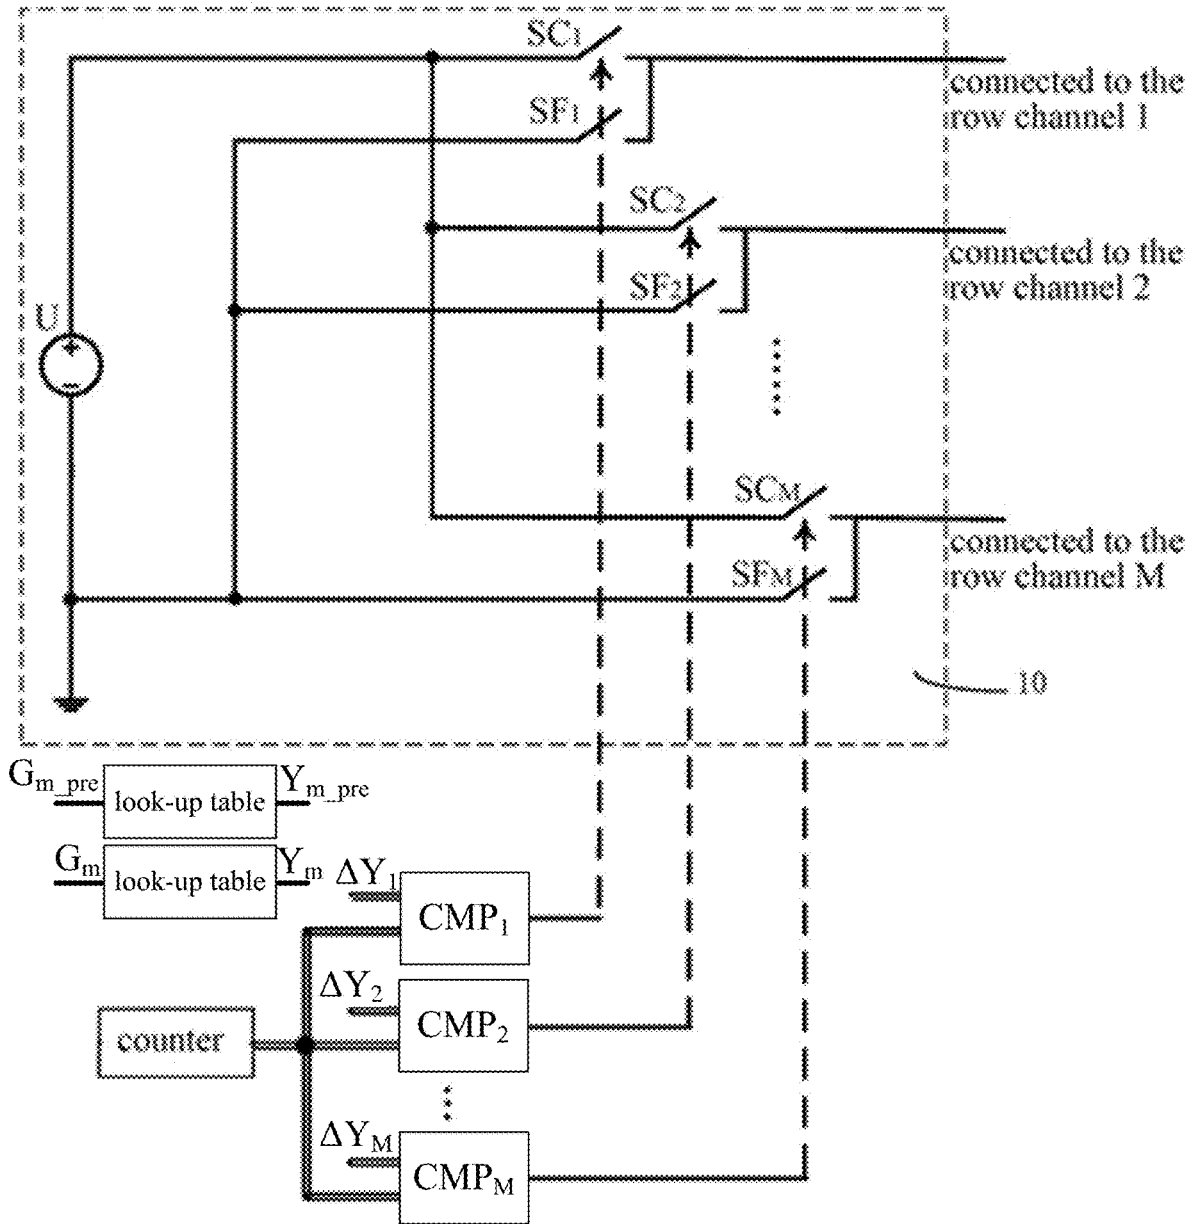 SC1
connected to the
row channel 1
SF1
SC2
connected to the
row channel 2
SF2
U
+
−
SCM
connected to the
row channel M
SFM
10
Gm_pre
look-up table
Ym_pre
Gm
look-up table
Ym
ΔY1
CMP1
ΔY2
CMP2
counter
ΔYM
CMPM